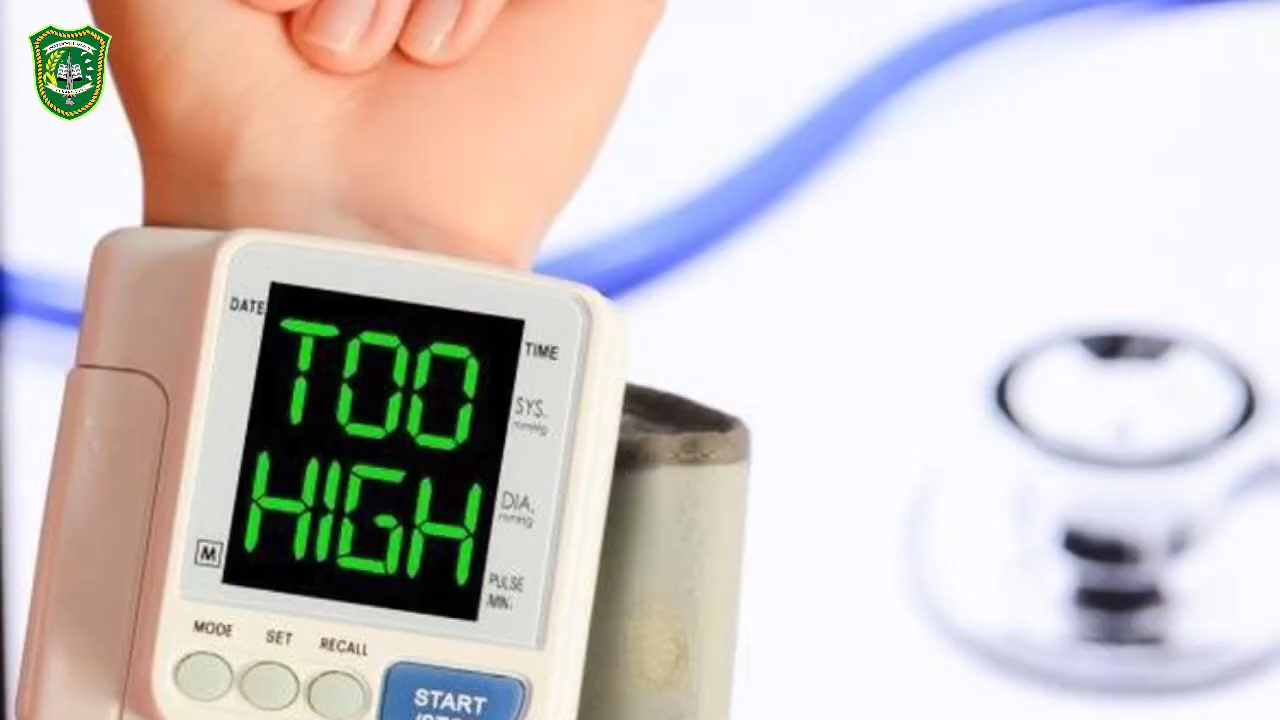 DATE
TOO
HIGH
TIME
SYS.
mmHg
DIA.
mmHg
PULSE
MIN.
M
MODE SET RECALL
START